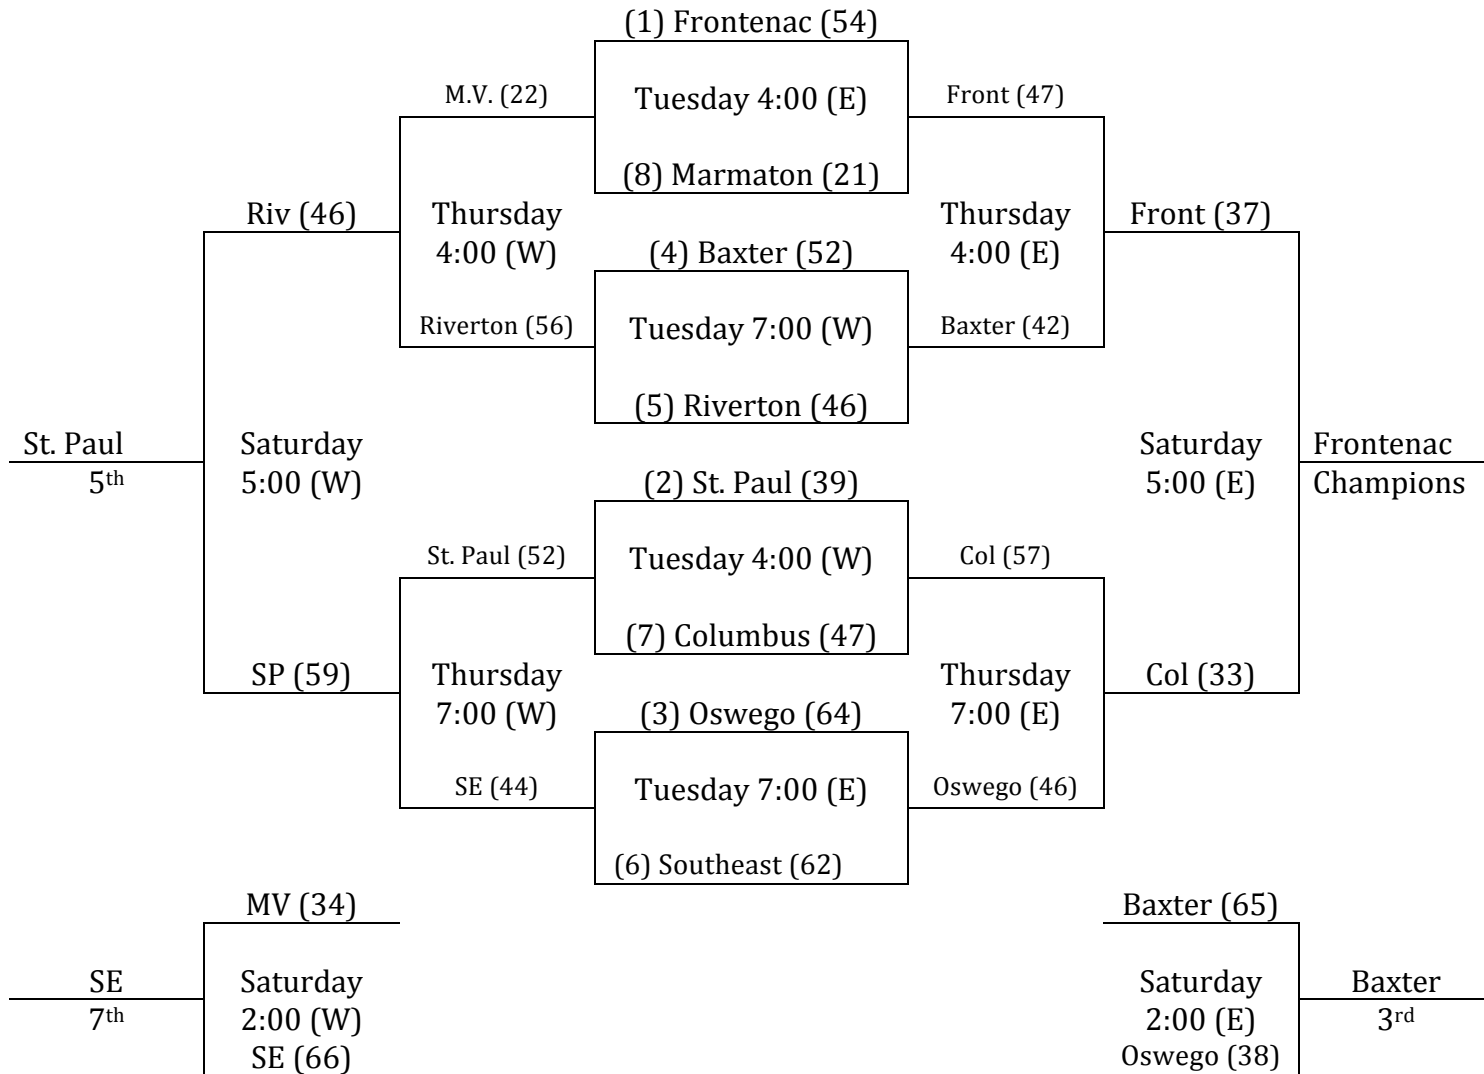 (1) Frontenac (54)
M.V. (22)
Tuesday 4:00 (E)
Front (47)
(8) Marmaton (21)
Riv (46)
Thursday
4:00 (W)
(4) Baxter (52)
Thursday
4:00 (E)
Front (37)
Riverton (56)
Tuesday 7:00 (W)
Baxter (42)
(5) Riverton (46)
St. Paul
5th
Saturday
5:00 (W)
(2) St. Paul (39)
Saturday
5:00 (E)
Frontenac
Champions
St. Paul (52)
Tuesday 4:00 (W)
Col (57)
(7) Columbus (47)
SP (59)
Thursday
7:00 (W)
(3) Oswego (64)
Thursday
7:00 (E)
Col (33)
SE (44)
Tuesday 7:00 (E)
Oswego (46)
(6) Southeast (62)
MV (34)
Baxter (65)
SE
7th
Saturday
2:00 (W)
SE (66)
Saturday
2:00 (E)
Oswego (38)
Baxter
3rd